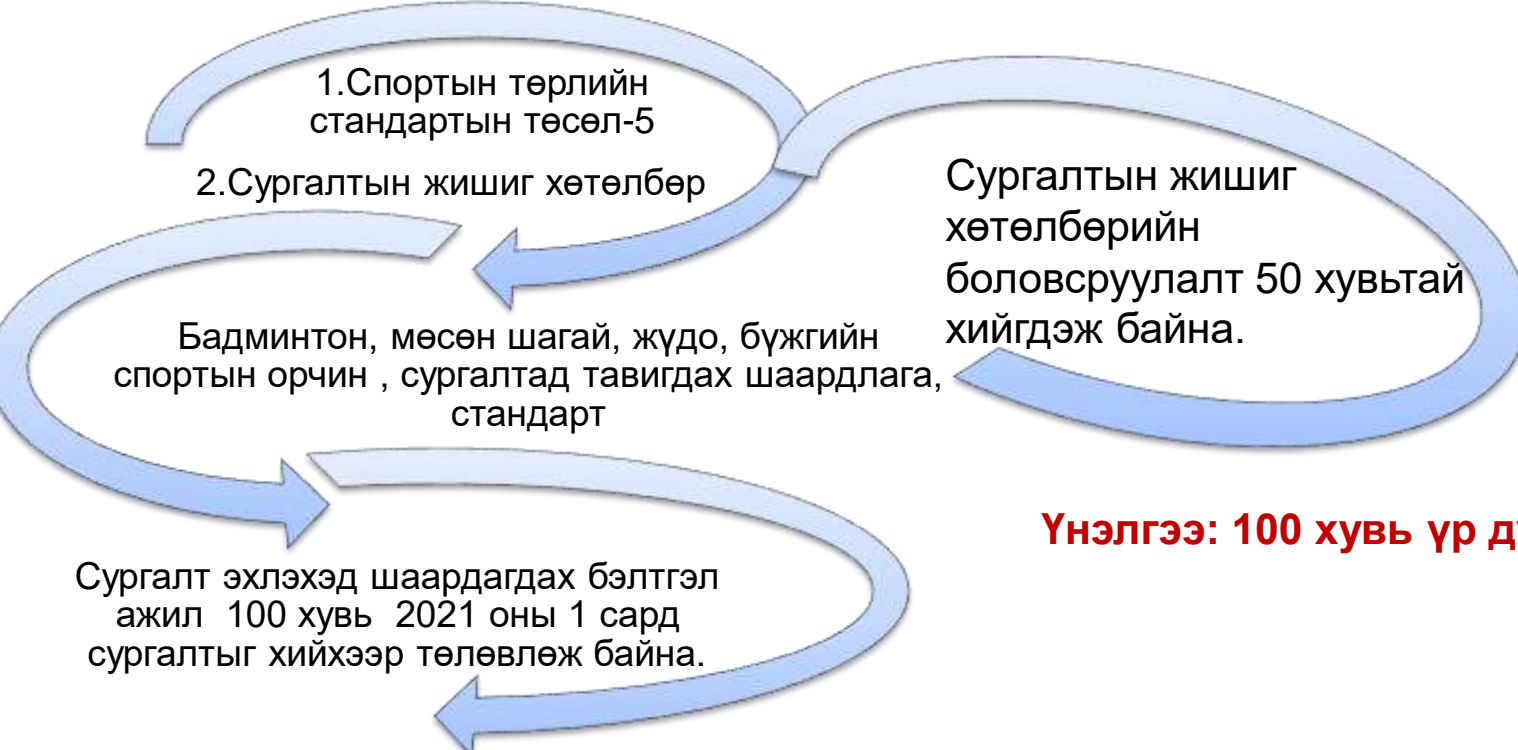 1.Спортын төрлийн
стандартын төсөл-5
2.Сургалтын жишиг хөтөлбөр
Бадминтон, мөсөн шагай, жүдо, бүжгийн
спортын орчин , сургалтад тавигдах шаардлага,
стандарт
Сургалт эхлэхэд шаардагдах бэлтгэл
ажил 100 хувь 2021 оны 1 сард
сургалтыг хийхээр төлөвлөж байна.
Сургалтын жишиг
хөтөлбөрийн
боловсруулалт 50 хувьтай
хийгдэж байна.
Үнэлгээ: 100 хувь үр